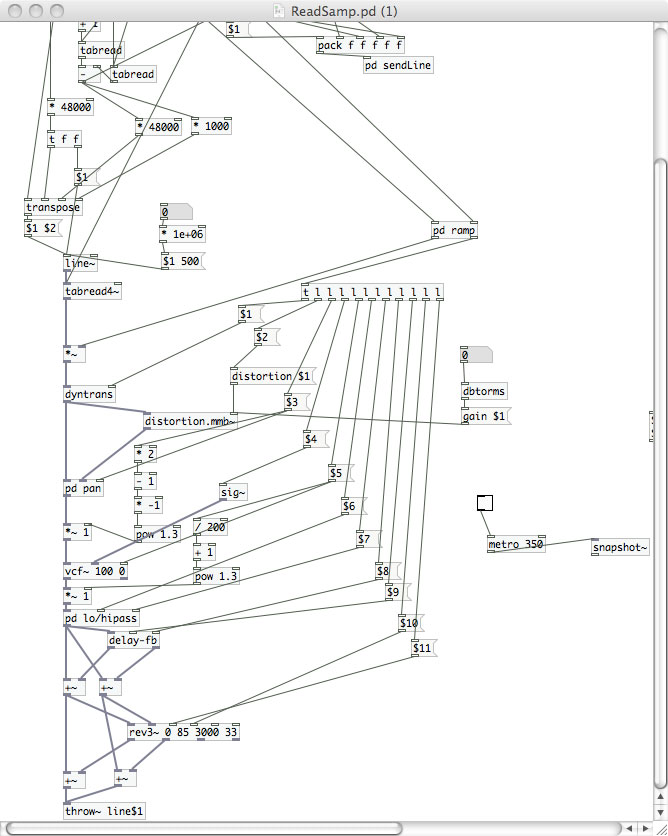 ReadSamp.pd (1)
$1
pack f f f f f
tabread
pd sendLine
-
tabread
* 48000
* 48000
* 1000
t f f
$1
transpose
0
$1 $2
* 1e+06
pd ramp
line~
$1 500
tabread4~
t l l l l l l l l l l
$1
$2
*~
0
distortion $1
dyntrans
abtorms
$3
distortion.mmb~
gain $1
$4
* 2
- 1
$5
pd pan
sig~
* -1
$6
/ 200
*~ 1
pow 1.3
$7
metro 350
snapshot~
+ 1
vcf~ 100 0
$8
pow 1.3
*~ 1
$9
pd lo/hipass
$10
delay-fb
$11
+~
+~
rev3~ 0 85 3000 33
+~
+~
throw~ line$1